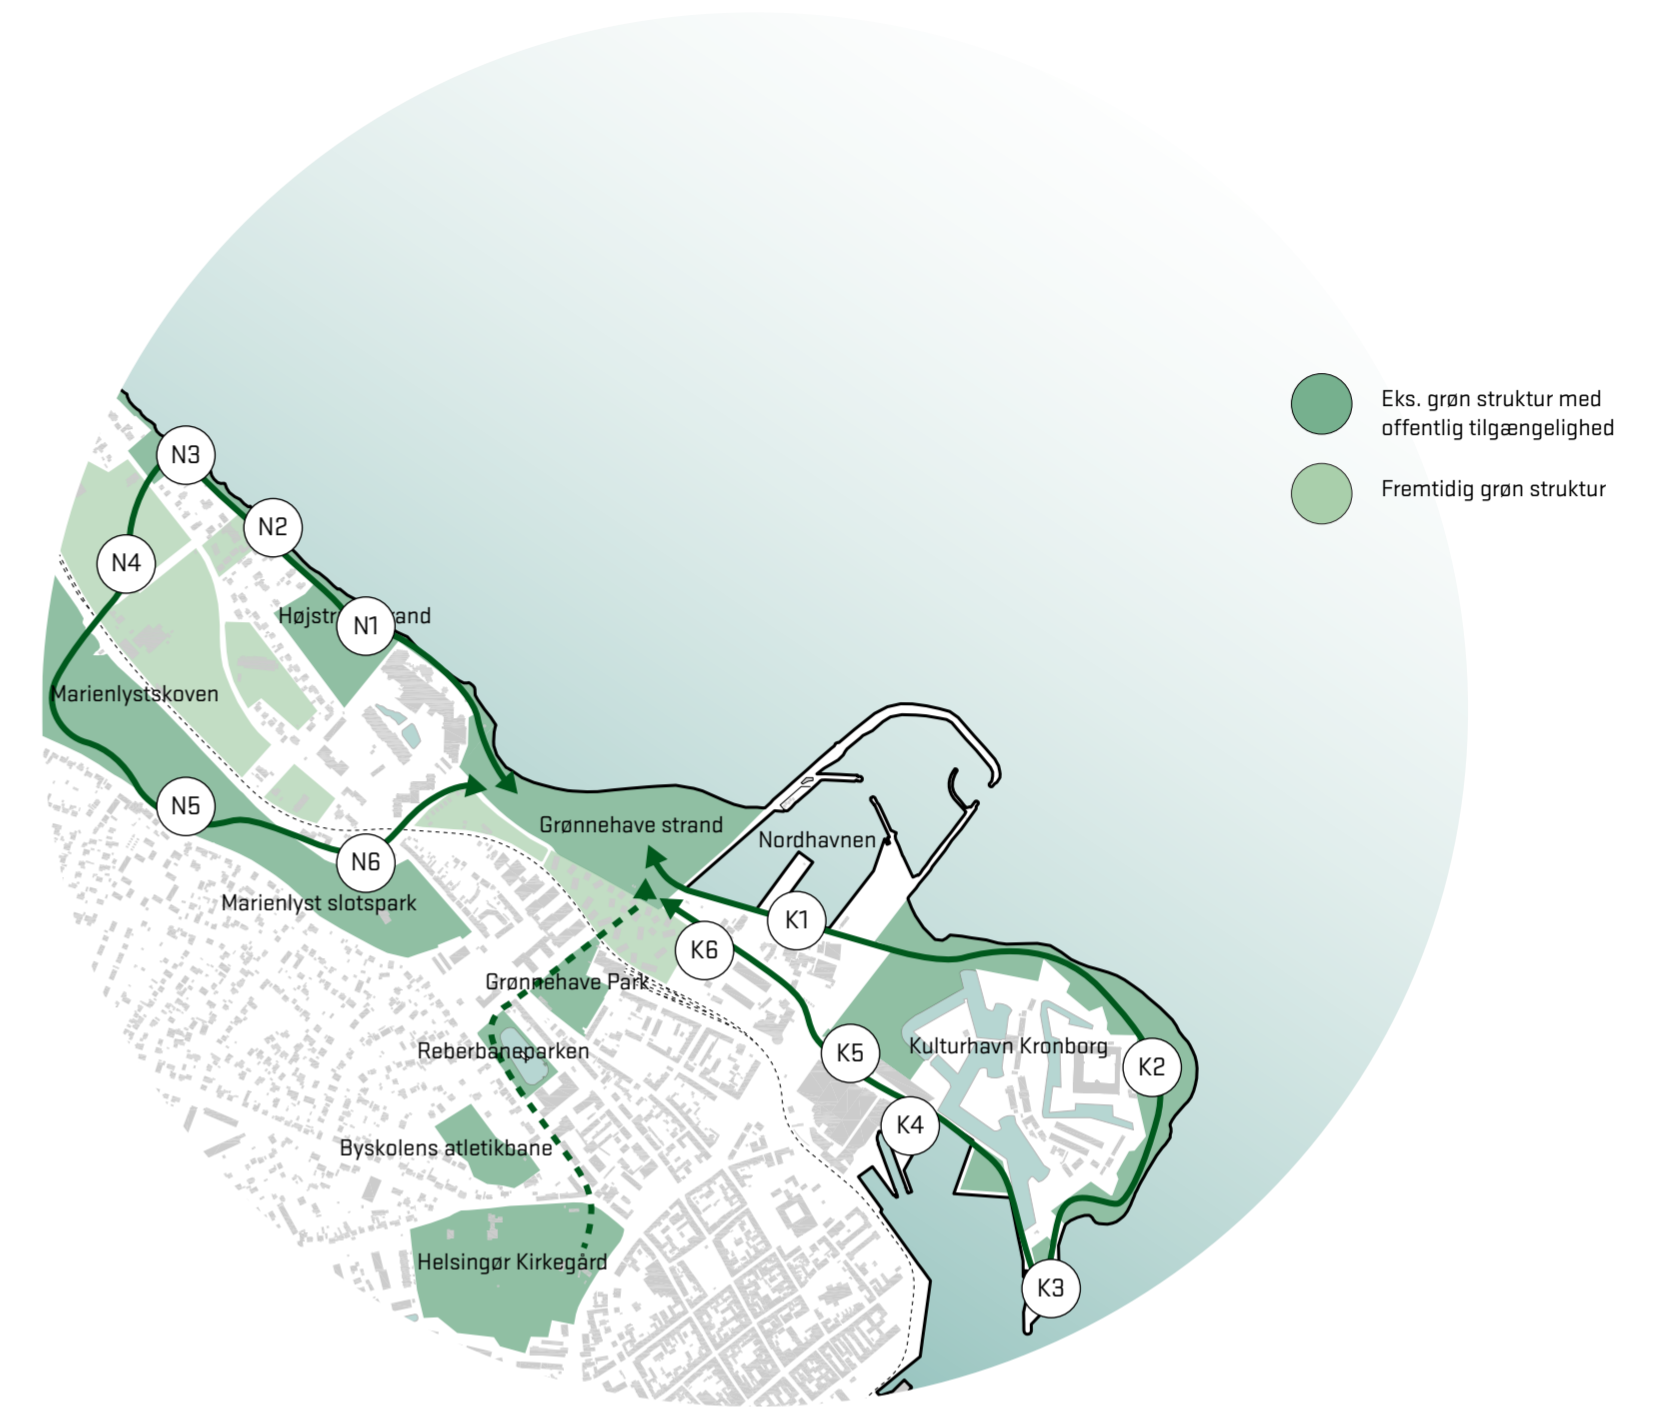 Eks. grøn struktur med
offentlig tilgængelighed
Fremtidig grøn struktur
N3
N2
N4
N1
Marienlystskoven
N5
Grønnehave strand
Nordhavnen
N6
Marienlyst slotspark
K1
K6
Grønnehave Park
Reberbaneparken
K5
Kulturhavn Kronborg
K2
K4
Byskolens atletikbane
Helsingør Kirkegård
K3